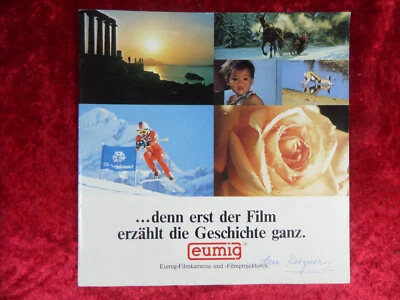 ...denn erst der Film
erzählt die Geschichte ganz.
eumig
Eumig-Filmkameras und -Filmprojektoren